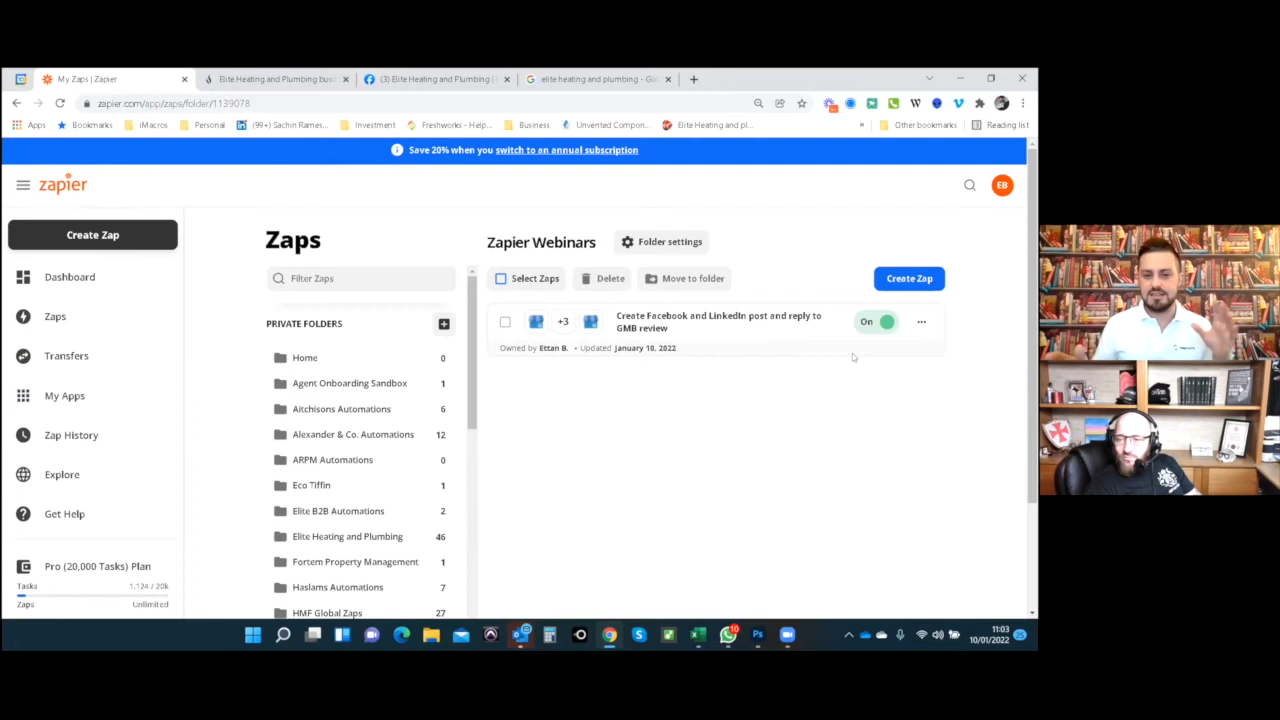 My Zaps | Zapier
Elite Heating and Plumbing busi
(3) Elite Heating and Plumbing |
elite heating and plumbing - Goo
zapier.com/app/zaps/folder/1139078
Apps
Bookmarks
iMacros
Personal
(99+) Sachin Rames...
Investment
Freshworks - Help...
Business
Unvented Compon...
Elite Heating and pl...
»
Other bookmarks
Reading list
Save 20% when you switch to an annual subscription
zapier
EB
Create Zap
Dashboard
Zaps
Transfers
My Apps
Zap History
Explore
Get Help
Pro (20,000 Tasks) Plan
Tasks 1,124 / 20k
Zaps Unlimited
Zaps
Filter Zaps
PRIVATE FOLDERS
Home 0
Agent Onboarding Sandbox 1
Aitchisons Automations 6
Alexander & Co. Automations 12
ARPM Automations 0
Eco Tiffin 1
Elite B2B Automations 2
Elite Heating and Plumbing 46
Fortem Property Management 1
Haslams Automations 7
HMF Global Zaps 27
Zapier Webinars
Folder settings
Select Zaps
Delete
Move to folder
Create Zap
+3
Create Facebook and LinkedIn post and reply to
GMB review
On
Owned by Ettan B. • Updated January 10, 2022
10
11:03
10/01/2022